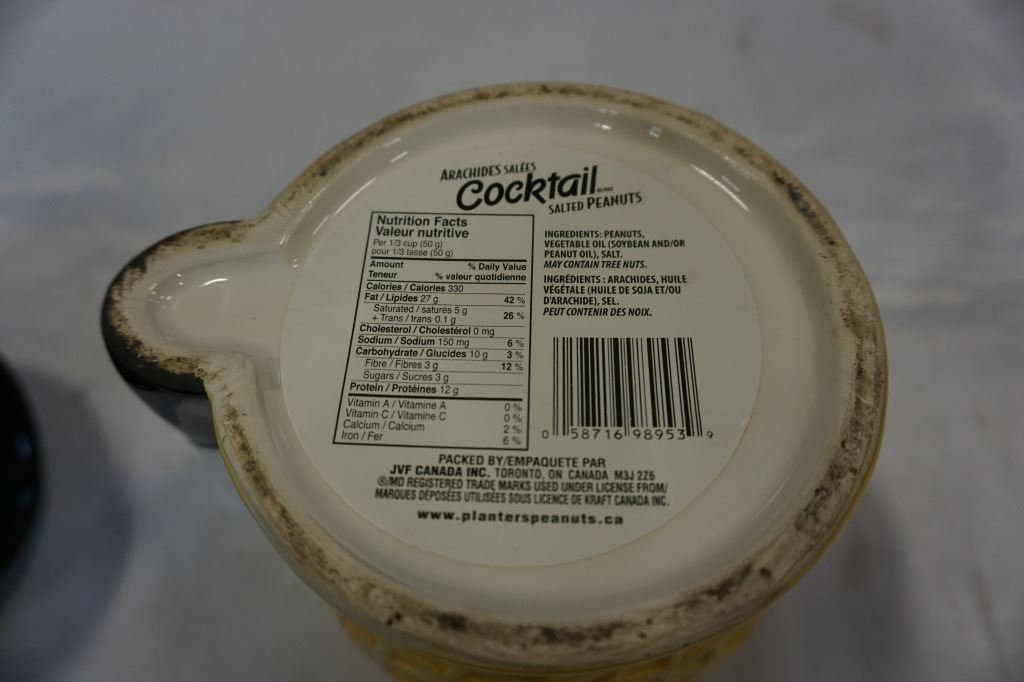 ARACHIDES SALÉES
Cocktail
SALTED PEANUTS
Nutrition Facts
Valeur nutritive
Per 1/3 cup (50 g)
pour 1/3 tasse (50 g)
Amount % Daily Value
Teneur % valeur quotidienne
Calories / Calories 330
Fat / Lipides 27 g 42 %
Saturated / saturés 5 g
+ Trans / trans 0.1 g 26 %
Cholesterol / Cholestérol 0 mg
Sodium / Sodium 150 mg 6 %
Carbohydrate / Glucides 10 g 3 %
Fibre / Fibres 3 g 12 %
Sugars / Sucres 3 g
Protein / Protéines 12 g
Vitamin A / Vitamine A 0 %
Vitamin C / Vitamine C 0 %
Calcium / Calcium 2 %
Iron / Fer 6 %
INGREDIENTS: PEANUTS,
VEGETABLE OIL (SOYBEAN AND/OR
PEANUT OIL), SALT.
MAY CONTAIN TREE NUTS.
INGRÉDIENTS : ARACHIDES, HUILE
VÉGÉTALE (HUILE DE SOJA ET/OU
D'ARACHIDE), SEL.
PEUT CONTENIR DES NOIX.
0 58716 98953 9
PACKED BY/EMPAQUETE PAR
JVF CANADA INC. TORONTO, ON CANADA M3J 2Z6
®/MD REGISTERED TRADE MARKS USED UNDER LICENSE FROM/
MARQUES DÉPOSÉES UTILISÉES SOUS LICENCE DE KRAFT CANADA INC.
www.planterspeanuts.ca